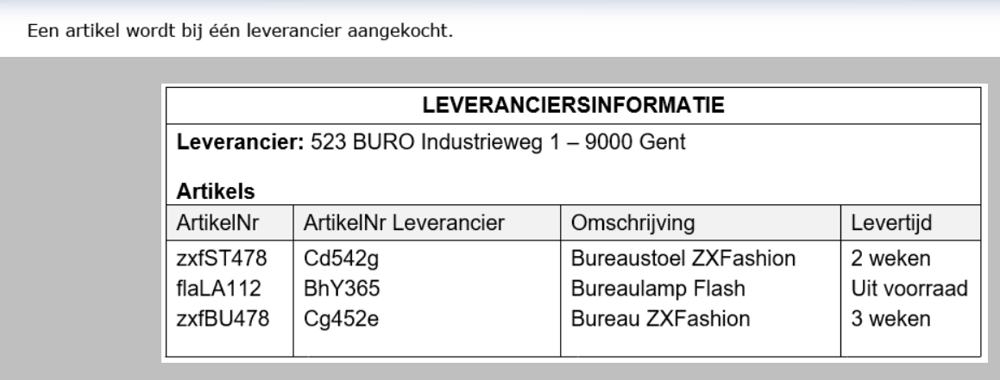 Een artikel wordt bij één leverancier aangekocht.
LEVERANCIERSINFORMATIE
Leverancier: 523 BURO Industrieweg 1 – 9000 Gent
Artikels
ArtikelNr ArtikelNr Leverancier Omschrijving Levertijd
zxfST478 Cd542g Bureaustoel ZXFashion 2 weken
flaLA112 BhY365 Bureaulamp Flash Uit voorraad
zxfBU478 Cg452e Bureau ZXFashion 3 weken